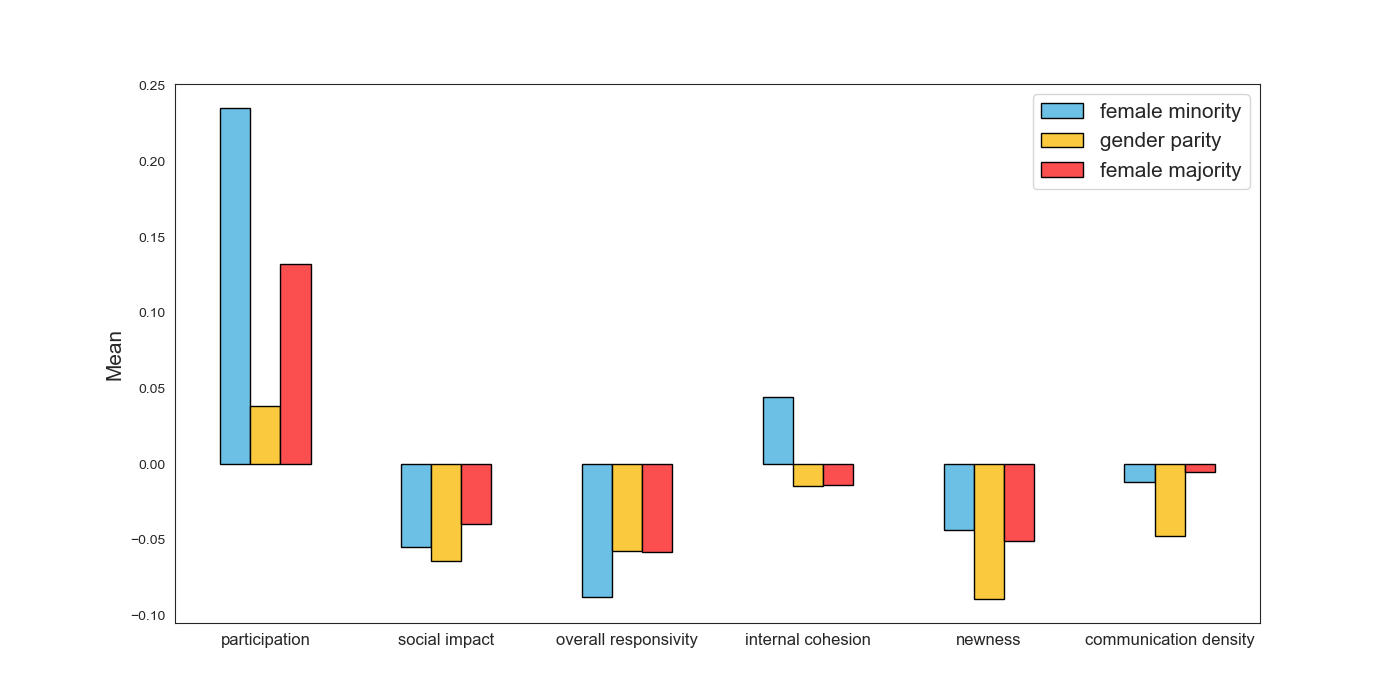 0.25
female minority
gender parity
female majority
0.20
0.15
0.10
0.05
0.00
−0.05
−0.10
Mean
participation
social impact
overall responsivity
internal cohesion
newness
communication density